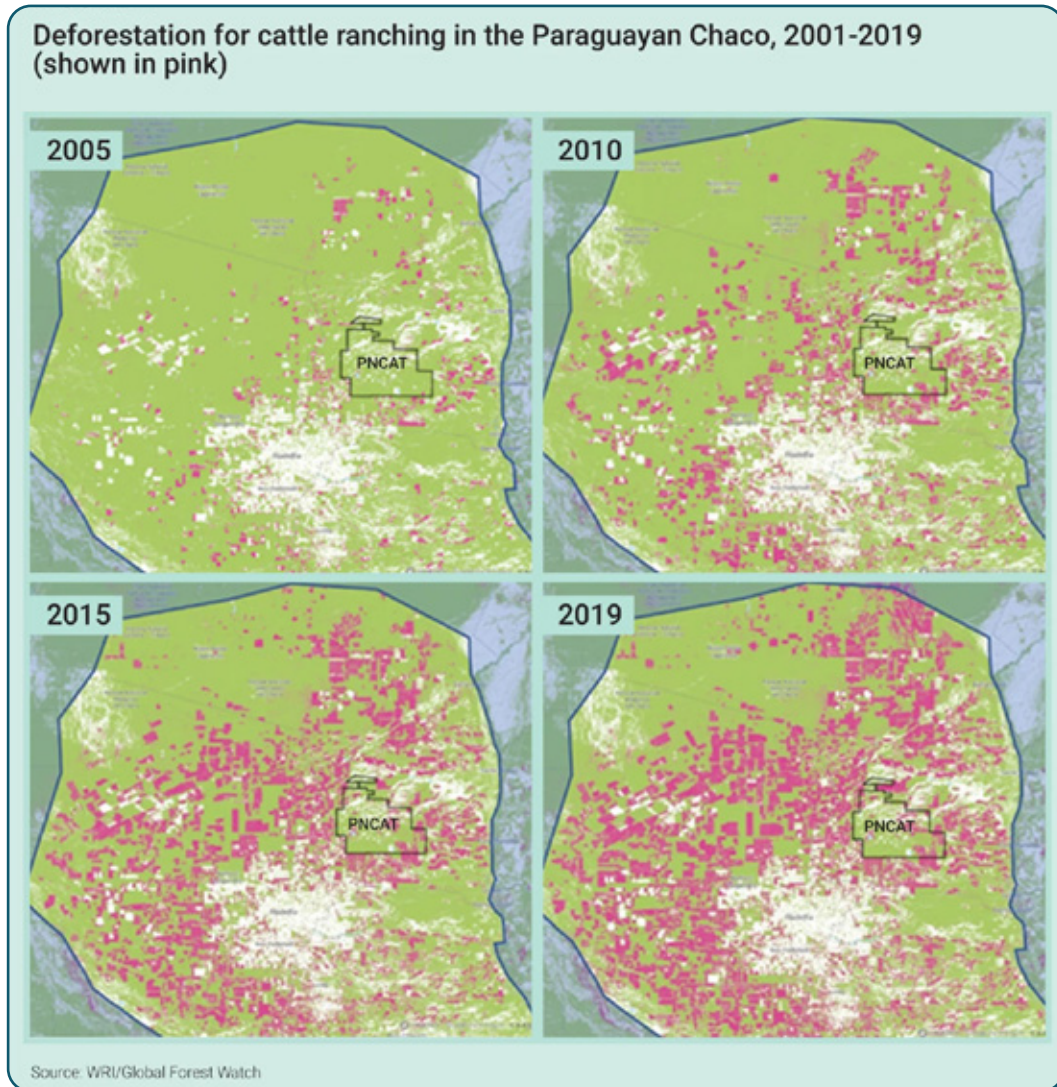 Deforestation for cattle ranching in the Paraguayan Chaco, 2001-2019
(shown in pink)
2005
2010
PNCAT
PNCAT
2015
2019
PNCAT
PNCAT
Source: WRI/Global Forest Watch